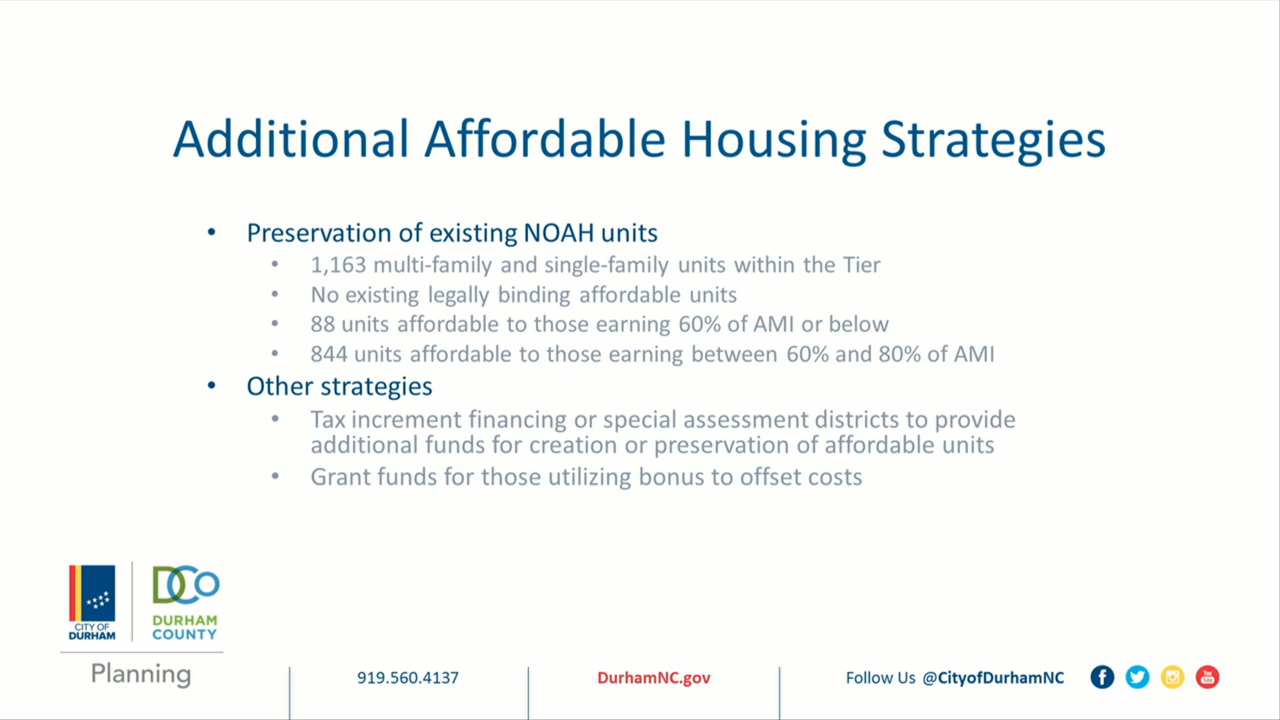 Additional Affordable Housing Strategies
• Preservation of existing NOAH units
• 1,163 multi-family and single-family units within the Tier
• No existing legally binding affordable units
• 88 units affordable to those earning 60% of AMI or below
• 844 units affordable to those earning between 60% and 80% of AMI
• Other strategies
• Tax increment financing or special assessment districts to provide
additional funds for creation or preservation of affordable units
• Grant funds for those utilizing bonus to offset costs
CITY OF
DURHAM
DCO
DURHAM
COUNTY
Planning
919.560.4137
DurhamNC.gov
Follow Us @CityofDurhamNC
You
Tube